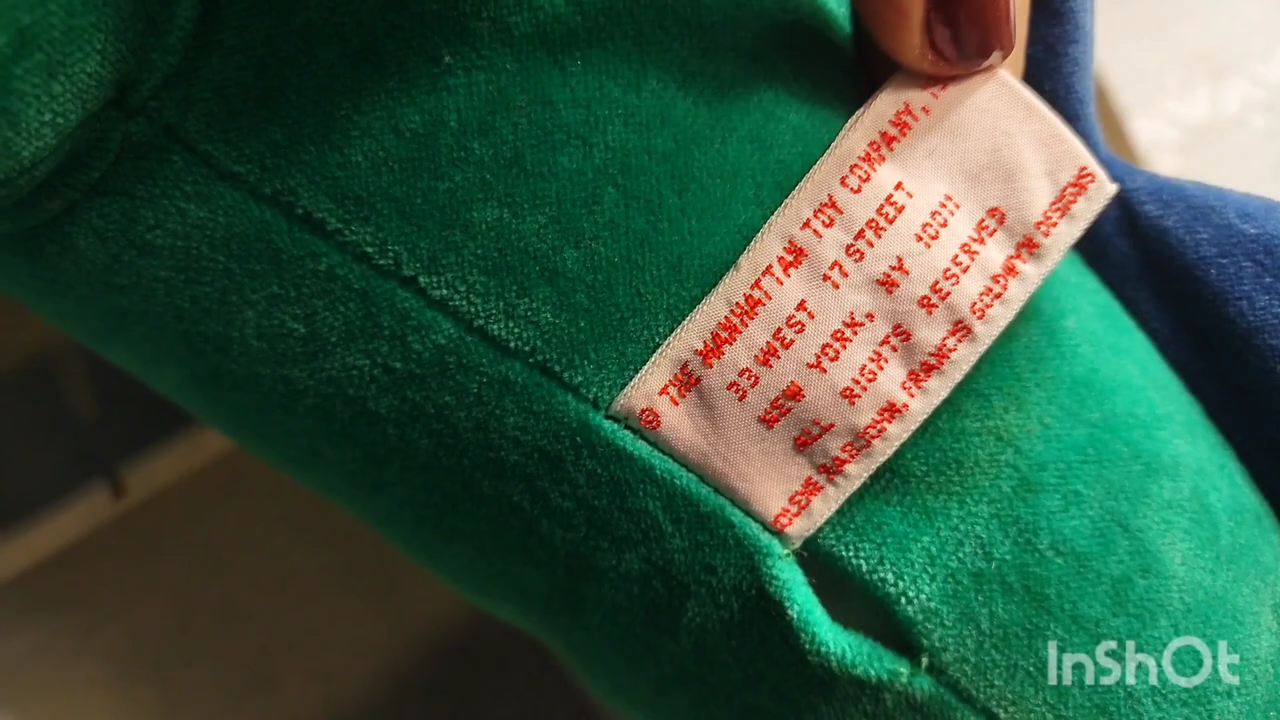 © THE MANHATTAN TOY COMPANY,
33 WEST 17 STREET
NEW YORK, NY 10011
ALL RIGHTS RESERVED
FRANCIS GOLDWYN DESIGNS
InShOt